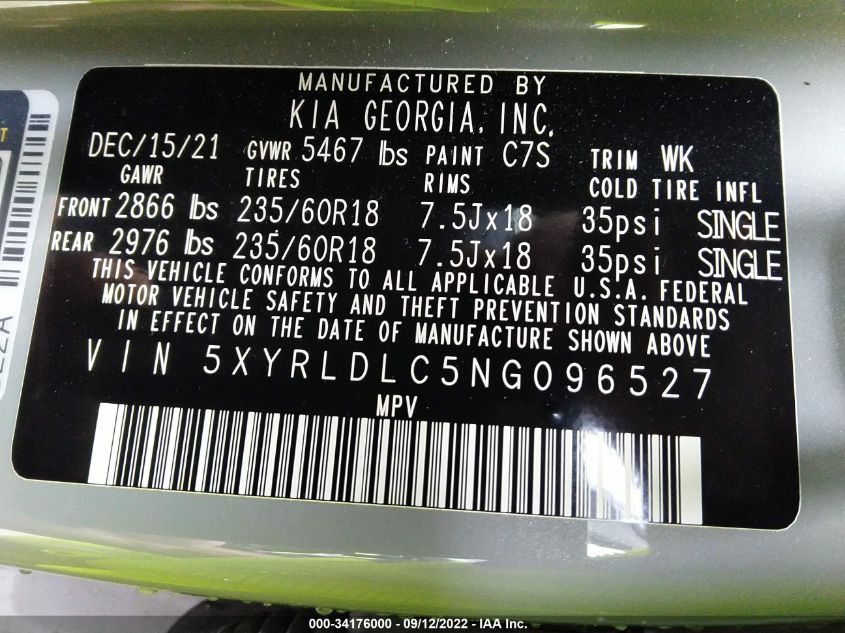 MANUFACTURED BY
KIA GEORGIA, INC.
DEC/15/21 GVWR 5467 lbs PAINT C7S TRIM WK
GAWR TIRES RIMS COLD TIRE INFL
FRONT 2866 lbs 235/60R18 7.5Jx18 35psi SINGLE
REAR 2976 lbs 235/60R18 7.5Jx18 35psi SINGLE
THIS VEHICLE CONFORMS TO ALL APPLICABLE U.S.A. FEDERAL
MOTOR VEHICLE SAFETY AND THEFT PREVENTION STANDARDS
IN EFFECT ON THE DATE OF MANUFACTURE SHOWN ABOVE
VIN 5XYRLDLC5NG096527
MPV
000-34176000 - 09/12/2022 - IAA Inc.